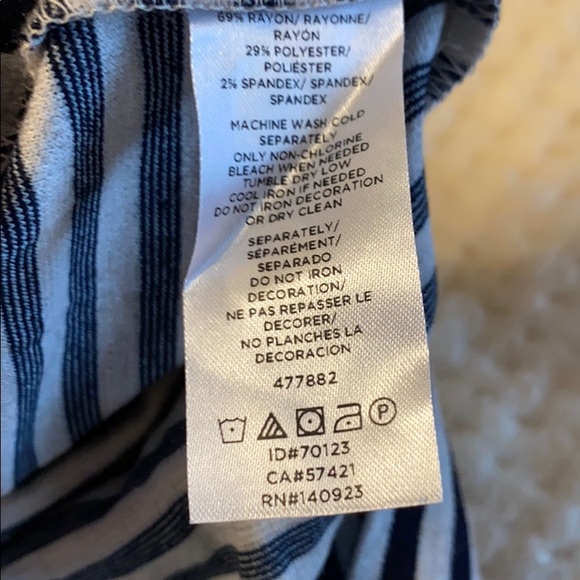 69% RAYON/ RAYONNE/
RAYÓN
29% POLYESTER/
POLIÉSTER
2% SPANDEX/ SPANDEX/
SPANDEX
MACHINE WASH COLD
SEPARATELY
ONLY NON-CHLORINE
BLEACH WHEN NEEDED
TUMBLE DRY LOW
COOL IRON IF NEEDED
DO NOT IRON DECORATION
OR DRY CLEAN
SEPARATELY/
SÉPARÉMENT/
SEPARADO
DO NOT IRON
DECORATION/
NE PAS REPASSER LE
DECORER/
NO PLANCHES LA
DECORACION
477882
P
ID#70123
CA#57421
RN#140923